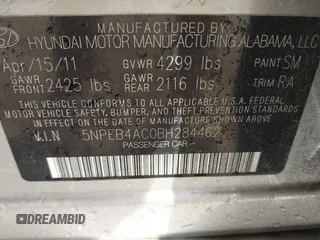 MANUFACTURED BY
HYUNDAI MOTOR MANUFACTURING ALABAMA, LLC
Apr/15/11 GVWR 4299 lbs PAINT SM
GAWR FRONT 2425 lbs GAWR REAR 2116 lbs TRIM RA
THIS VEHICLE CONFORMS TO ALL APPLICABLE FEDERAL
MOTOR VEHICLE SAFETY, BUMPER, AND THEFT PREVENTION
STANDARDS IN EFFECT ON THE DATE OF MANUFACTURE
SHOWN ABOVE.
V.I.N 5NPEB4AC0BH284462
PASSENGER CAR
DREAMBID
dreambid.com